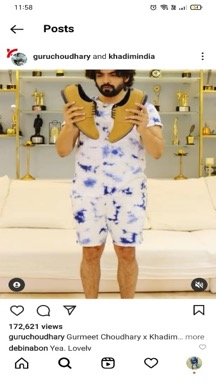 11:58
Posts
guruchoudhary and khadimindia
172,621 views
guruchoudhary Gurmeet Choudhary x Khadim... more
debinabon Yea. Lovely